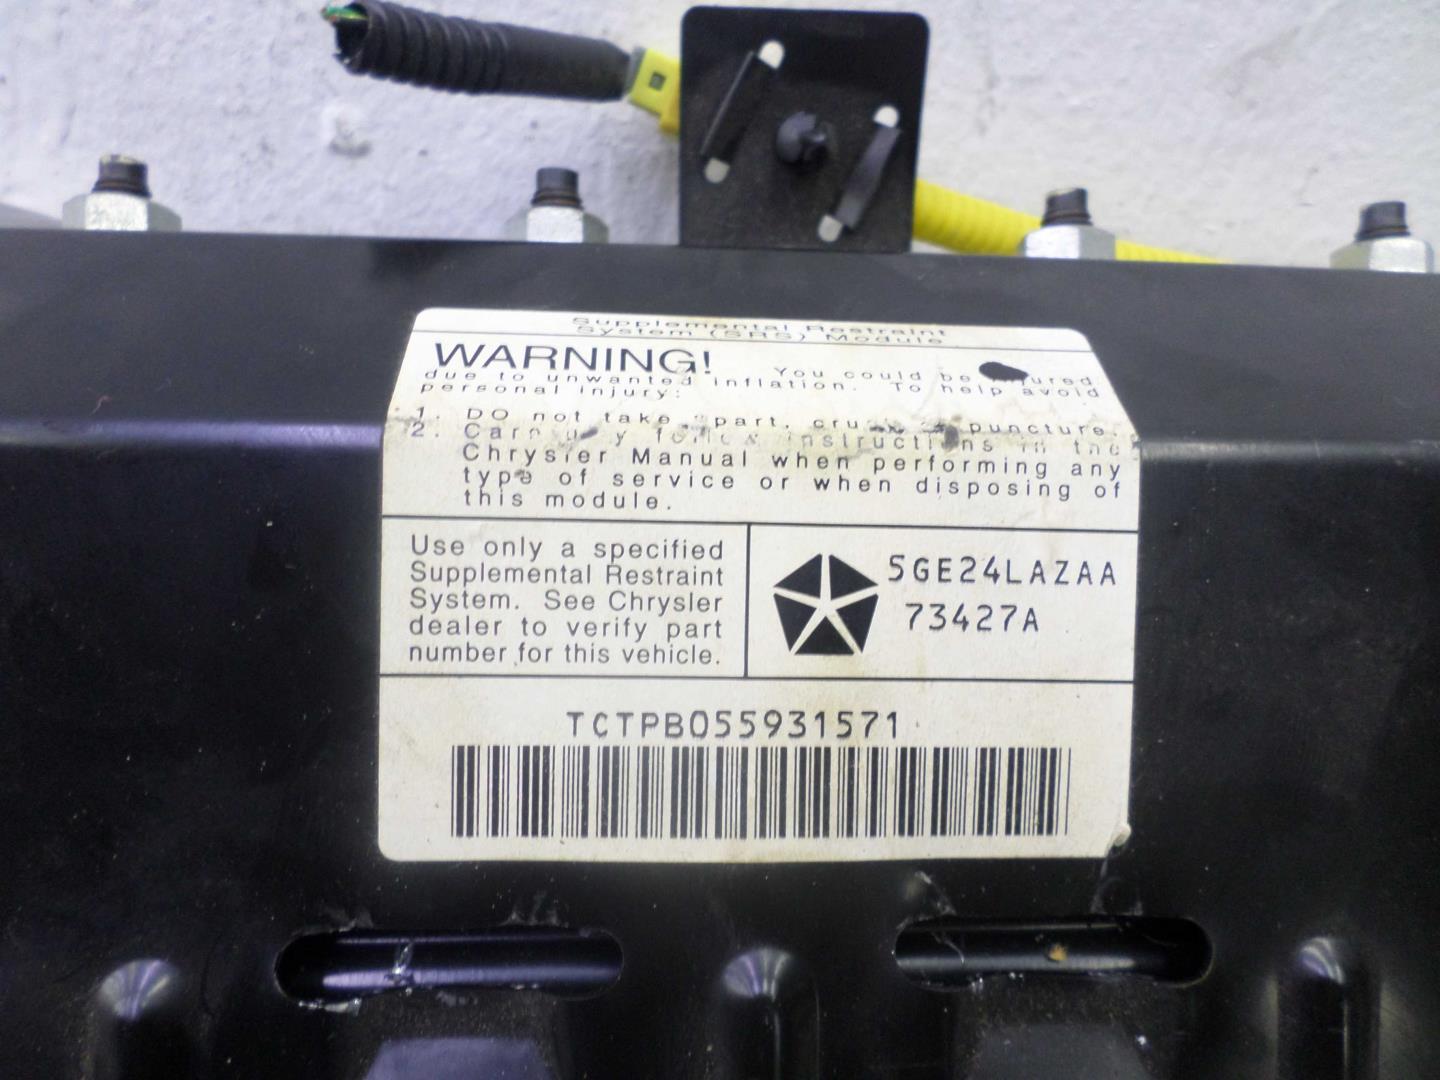 Supplemental Restraint
System (SRS) Module
WARNING! You could be injured
due to unwanted inflation. To help avoid
personal injury:
1. DO not take apart, or puncture.
2. Carefully follow instructions in the
Chrysler Manual when performing any
type of service or when disposing of
this module.
Use only a specified
Supplemental Restraint
System. See Chrysler
dealer to verify part
number for this vehicle.
5GE24LAZAA
73427A
TCTPB055931571